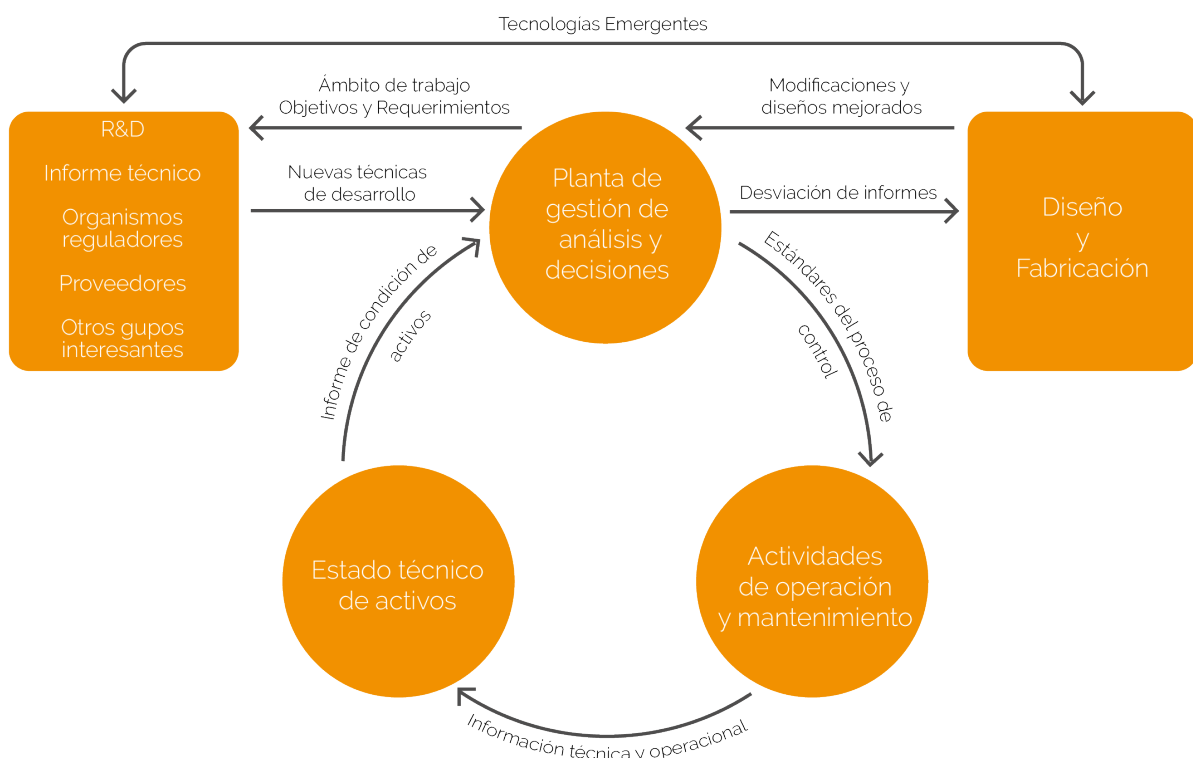 Tecnologías Emergentes
Ámbito de trabajo
Objetivos y Requerimientos
Modificaciones y
diseños mejorados
R&D
Informe técnico
Organismos
reguladores
Proveedores
Otros gupos
interesantes
Nuevas técnicas
de desarrollo
Planta de
gestión de
análisis y
decisiones
Desviación de informes
Diseño
y
Fabricación
Informe de condición de
activos
Estándares del proceso de
control
Estado técnico
de activos
Actividades
de operación
y mantenimiento
Información técnica y operacional